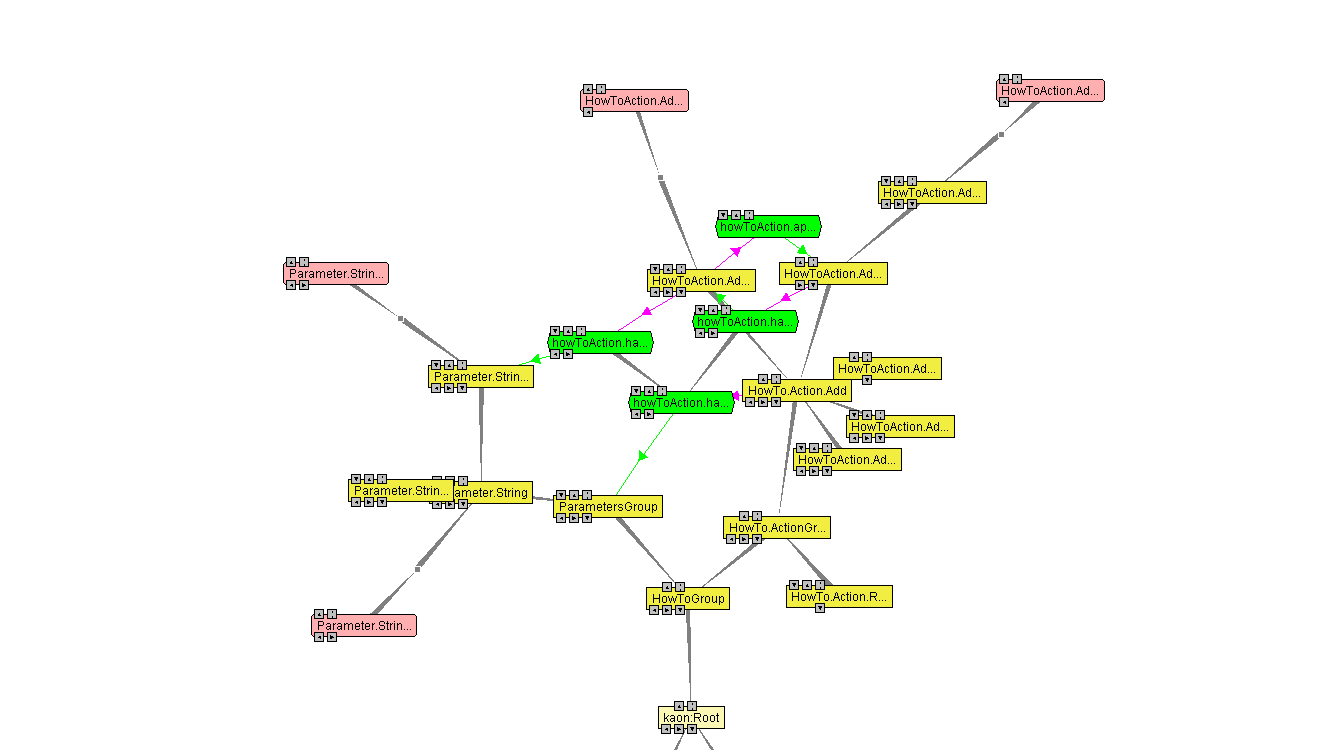 HowToAction.Ad...
HowToAction.Ad...
HowToAction.Ad...
howToAction.ap...
Parameter.Strin...
HowToAction.Ad...
HowToAction.Ad...
howToAction.ha...
howToAction.ha...
Parameter.Strin...
HowToAction.Ad...
HowTo.Action.Add
howToAction.ha...
HowToAction.Ad...
HowToAction.Ad...
Parameter.Strin...
ameter.String
ParametersGroup
HowTo.ActionGr...
HowToGroup
HowTo.Action.R...
Parameter.Strin...
kaon:Root